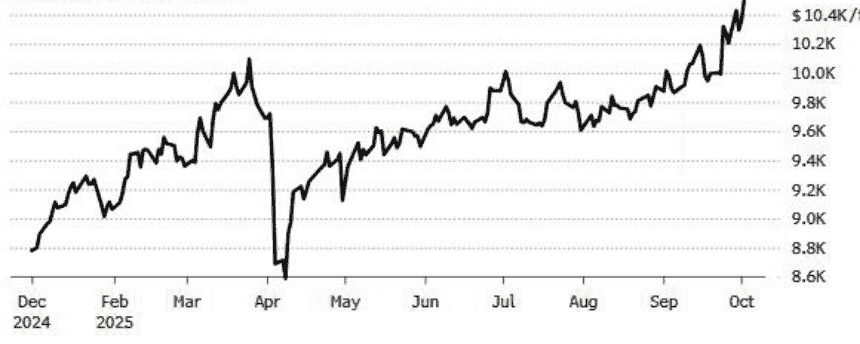 $10.4K/
10.2K
10.0K
9.8K
9.6K
9.4K
9.2K
9.0K
8.8K
8.6K
Dec Feb Mar Apr May Jun Jul Aug Sep Oct
2024 2025